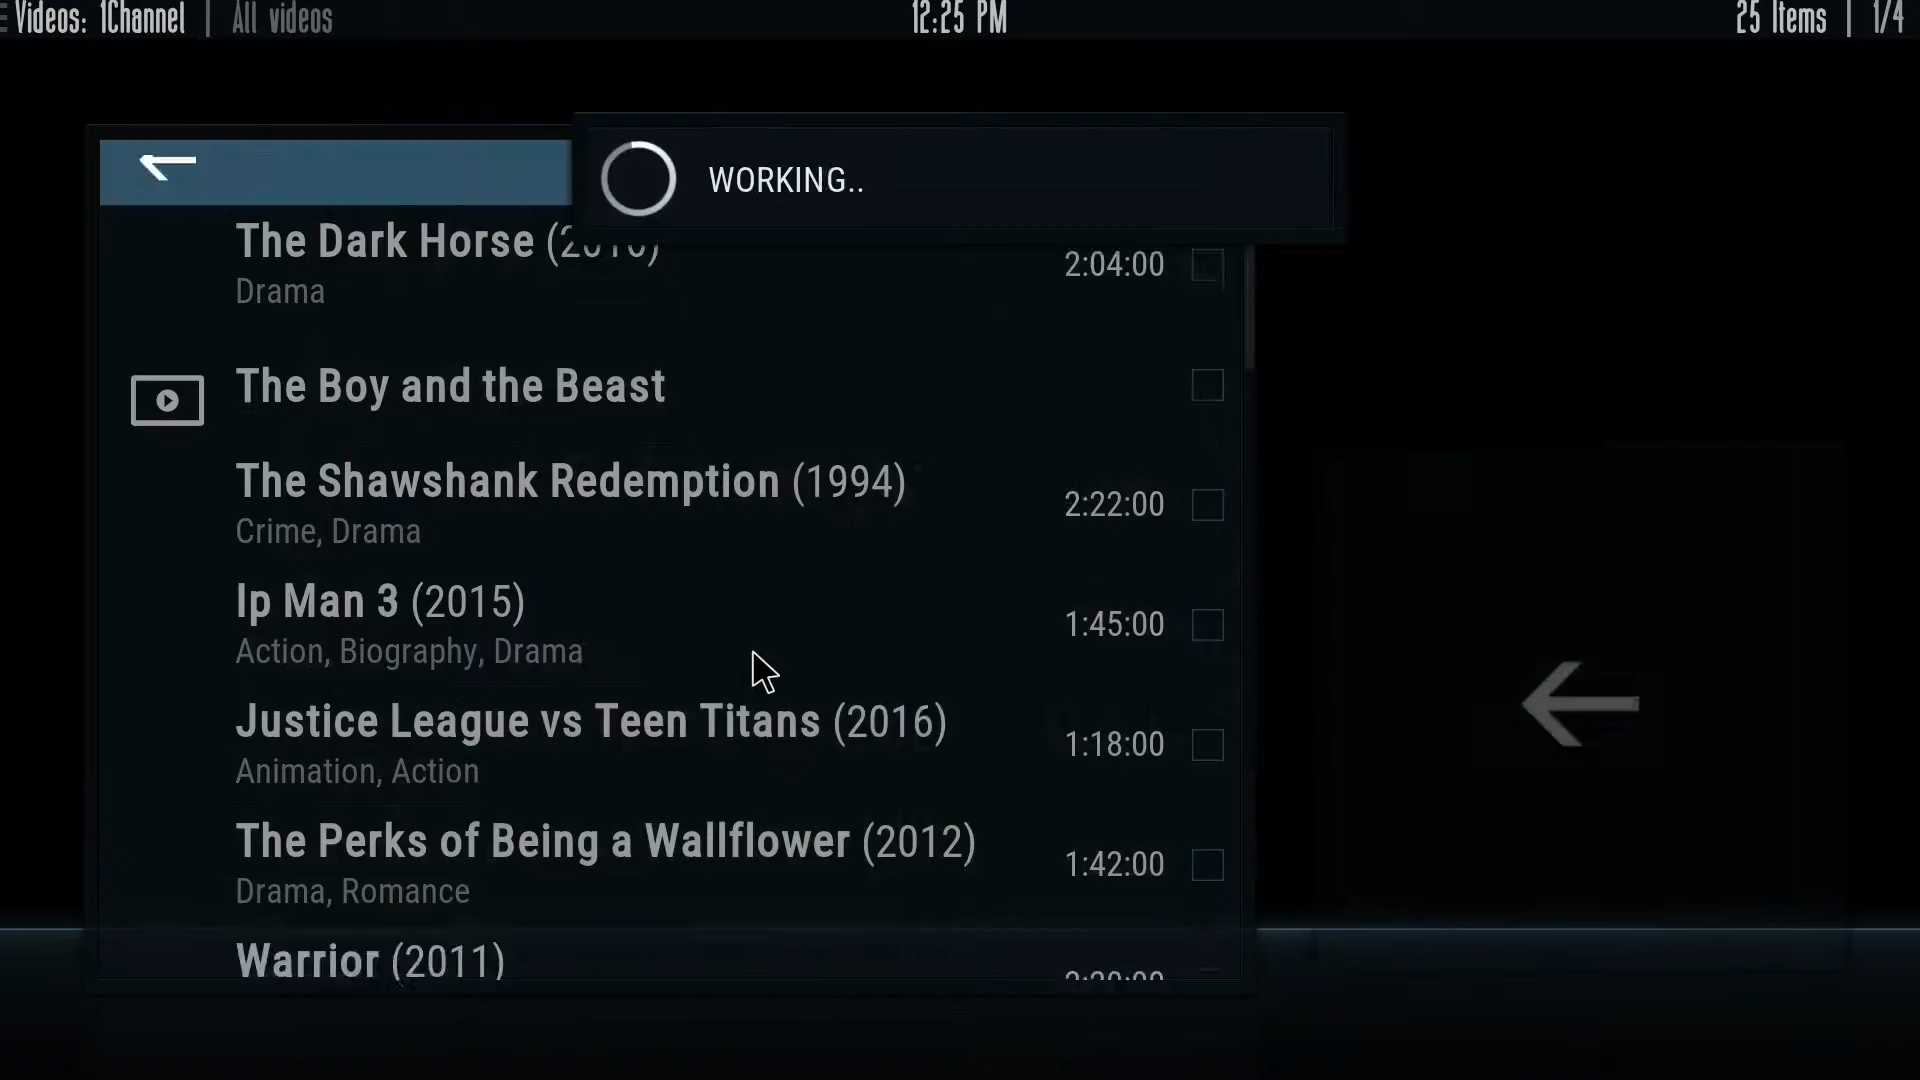 Videos: 1Channel | All videos
12:25 PM
25 Items | 1/4
WORKING..
The Dark Horse
2:04:00
Drama
The Boy and the Beast
The Shawshank Redemption (1994)
2:22:00
Crime, Drama
Ip Man 3 (2015)
1:45:00
Action, Biography, Drama
Justice League vs Teen Titans (2016)
1:18:00
Animation, Action
The Perks of Being a Wallflower (2012)
1:42:00
Drama, Romance
Warrior (2011)